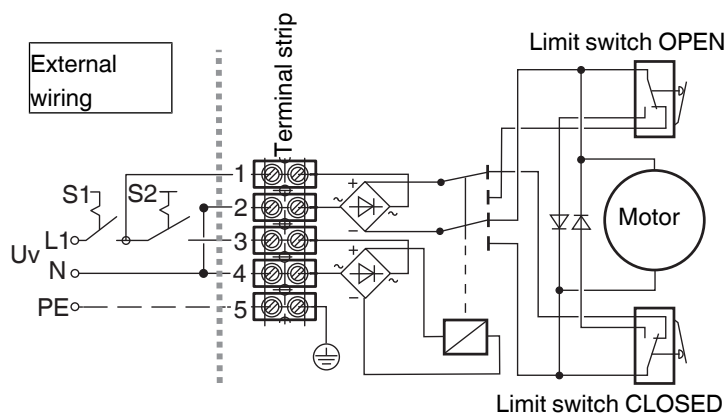 External
wiring
Terminal strip
Limit switch OPEN
S1
S2
L1
Uv
N
PE
1
2
3
4
5
+
~
~
–
+
~
~
–
Motor
Limit switch CLOSED